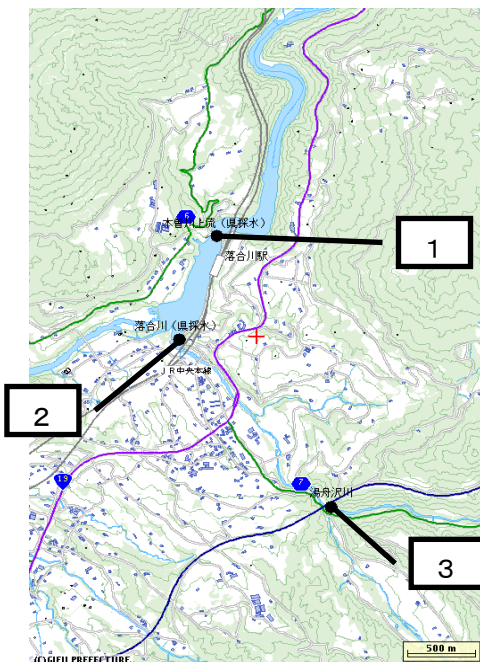 6
木曽川上流(県採水)
1
落合川駅
落合川(県採水)
JR中央本線
2
19
7
湯舟沢川
3
500 m
(C)GIFU PREFECTURE